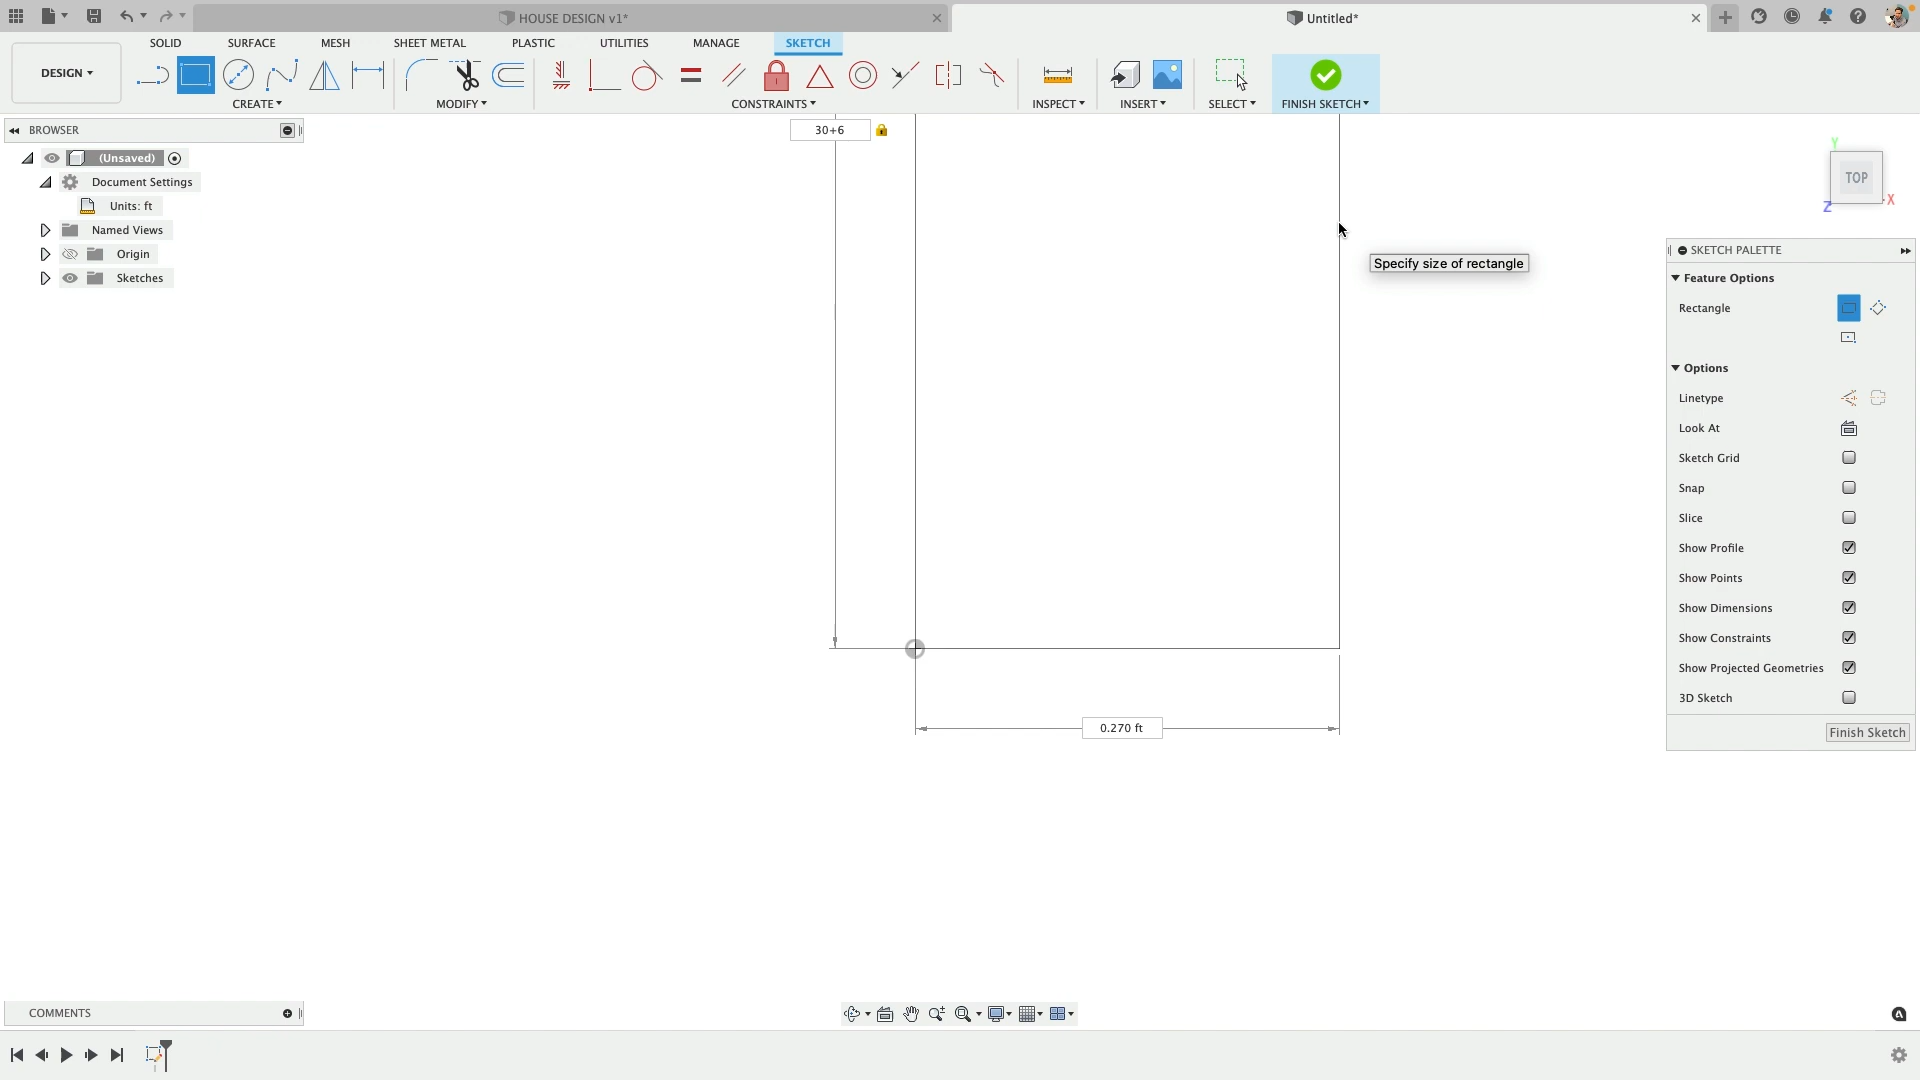 HOUSE DESIGN v1*
Untitled*
SOLID
SURFACE
MESH
SHEET METAL
PLASTIC
UTILITIES
MANAGE
SKETCH
DESIGN
CREATE
MODIFY
CONSTRAINTS
INSPECT
INSERT
SELECT
FINISH SKETCH
BROWSER
(Unsaved)
Document Settings
Units: ft
Named Views
Origin
Sketches
30+6
Specify size of rectangle
0.270 ft
Y
TOP
X
Z
SKETCH PALETTE
Feature Options
Rectangle
Options
Linetype
Look At
Sketch Grid
Snap
Slice
Show Profile
Show Points
Show Dimensions
Show Constraints
Show Projected Geometries
3D Sketch
Finish Sketch
COMMENTS